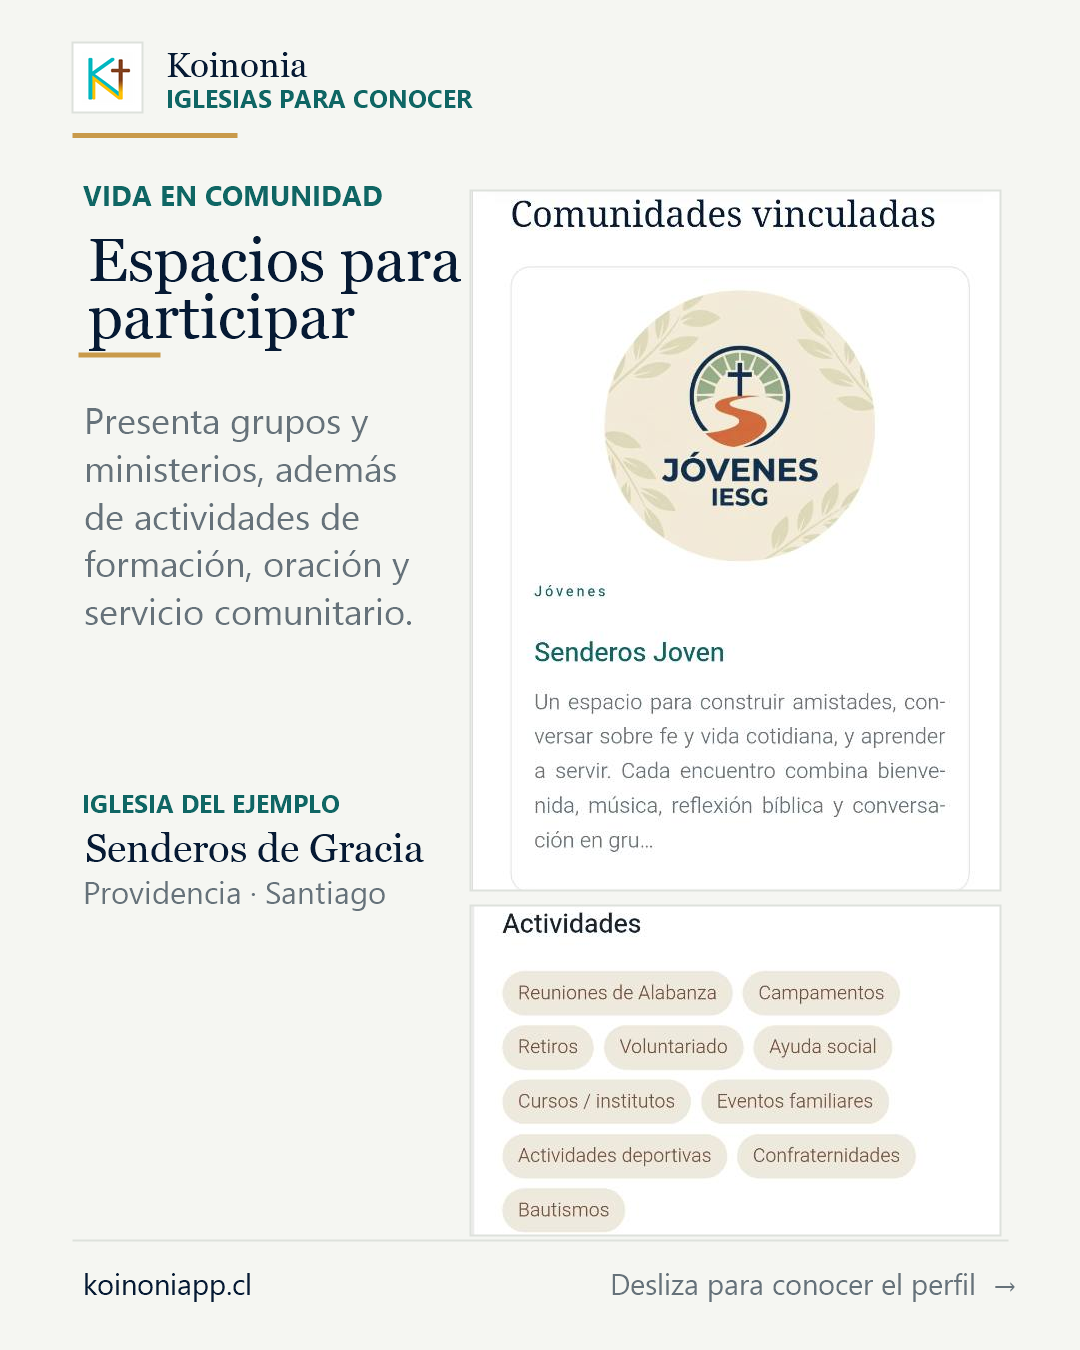 Koinonia
IGLESIAS PARA CONOCER
VIDA EN COMUNIDAD
Espacios para
participar
Presenta grupos y
ministerios, además
de actividades de
formación, oración y
servicio comunitario.
IGLESIA DEL EJEMPLO
Senderos de Gracia
Providencia · Santiago
Comunidades vinculadas
JÓVENES
IESG
Jóvenes
Senderos Joven
Un espacio para construir amistades, con-
versar sobre fe y vida cotidiana, y aprender
a servir. Cada encuentro combina bienve-
nida, música, reflexión bíblica y conversa-
ción en gru...
Actividades
Reuniones de Alabanza Campamentos
Retiros Voluntariado Ayuda social
Cursos / institutos Eventos familiares
Actividades deportivas Confraternidades
Bautismos
koinoniapp.cl
Desliza para conocer el perfil →